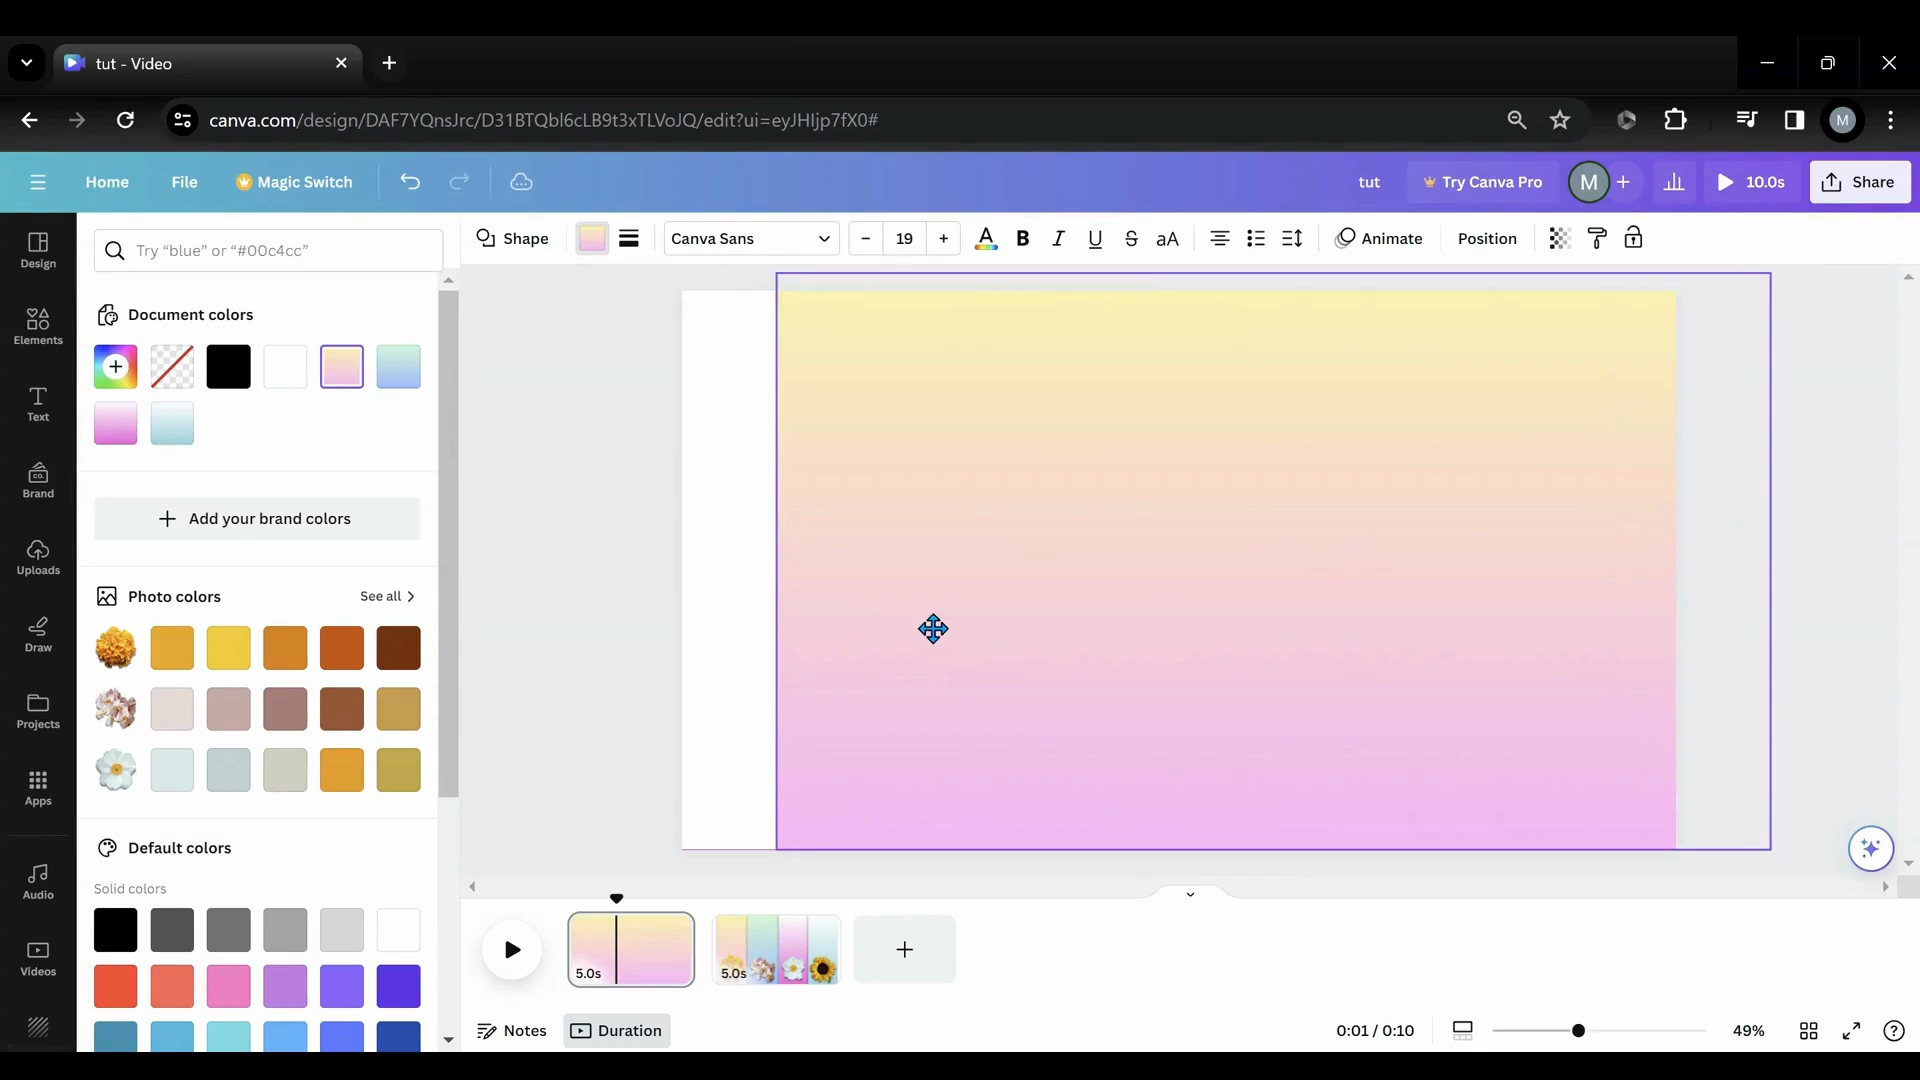 tut - Video
canva.com/design/DAF7YQnsJrc/D31BTQbl6cLB9t3xTLVoJQ/edit?ui=eyJHIjp7fX0#
M
Home File Magic Switch tut Try Canva Pro M 10.0s Share
Design
Elements
Text
Brand
Uploads
Draw
Projects
Apps
Audio
Videos
Try “blue” or “#00c4cc”
Document colors
Add your brand colors
Photo colors See all
Default colors
Solid colors
Shape Canva Sans 19 A B I U S aA Animate Position
5.0s 5.0s
Notes Duration 0:01 / 0:10 49%